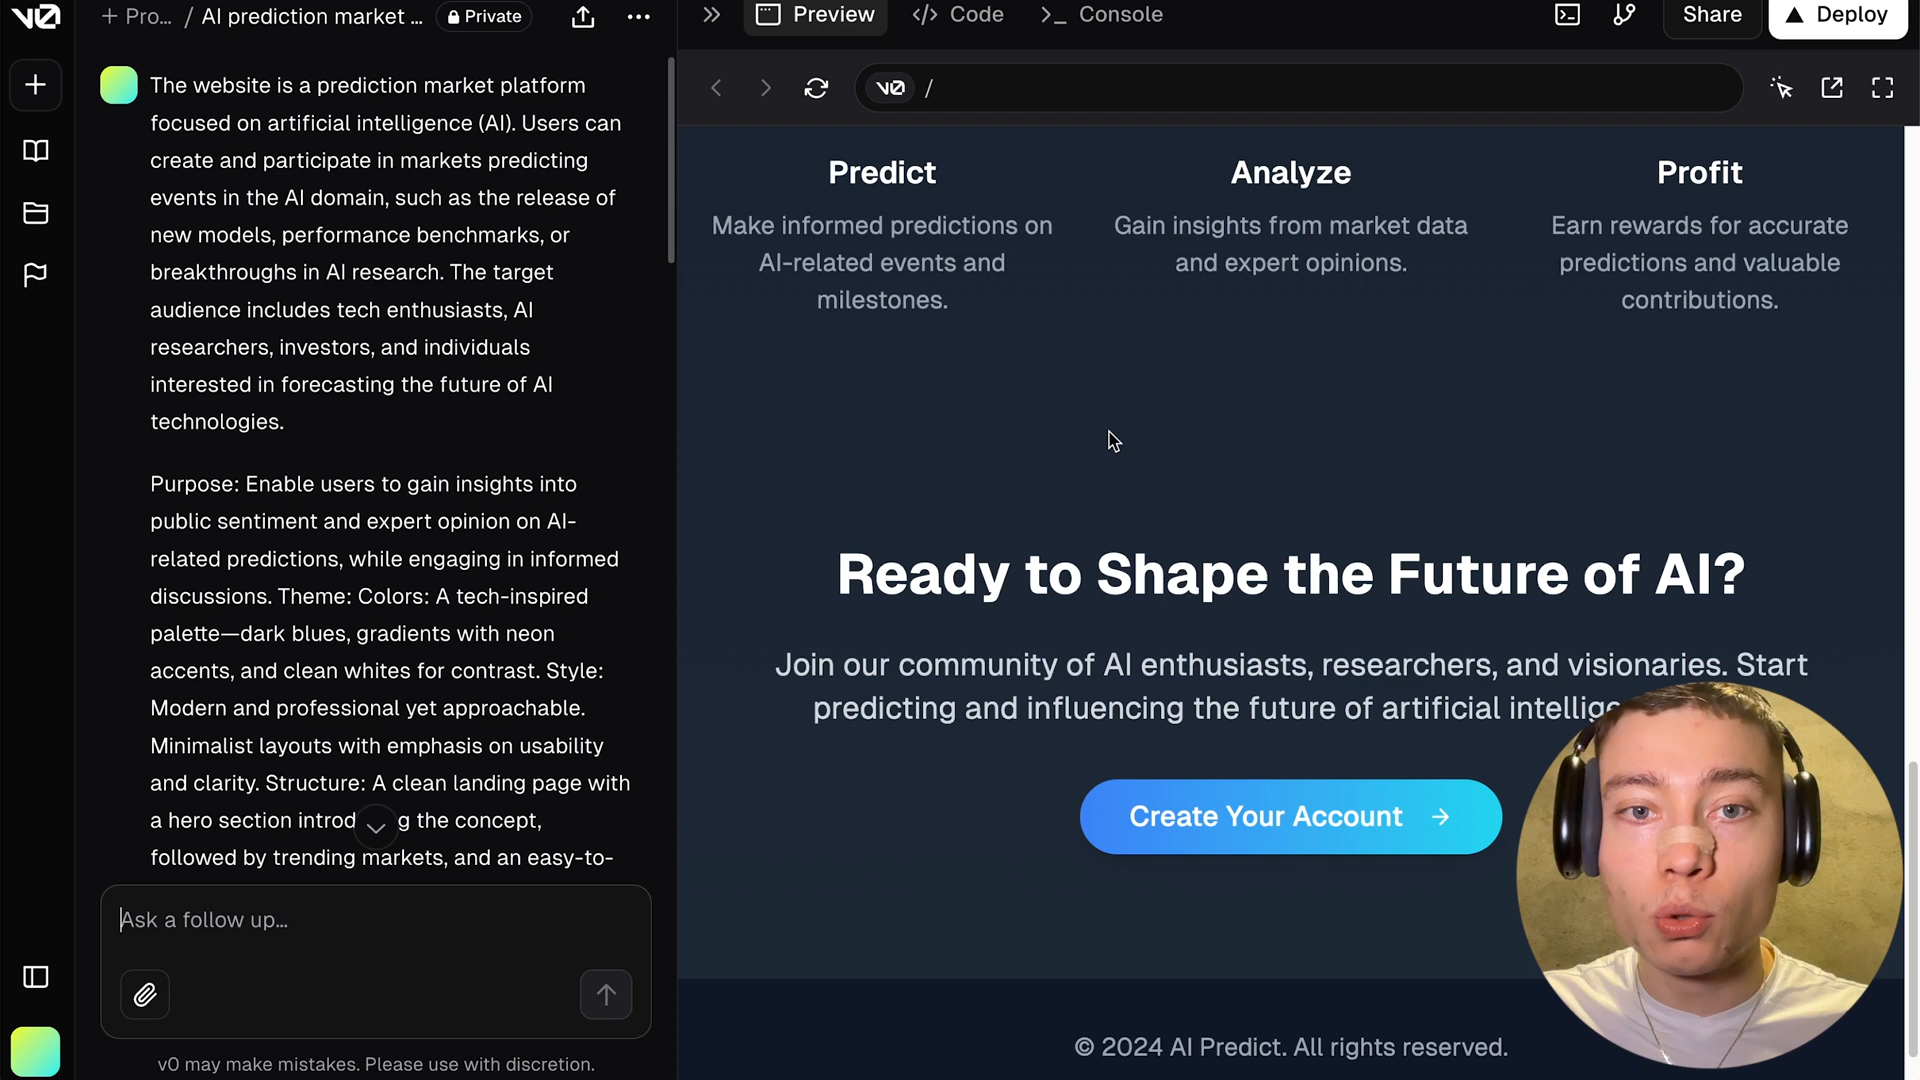 v0
Pro... / AI prediction market ... Private
Preview
Code
Console
Share
Deploy
v0 /
The website is a prediction market platform
focused on artificial intelligence (AI). Users can
create and participate in markets predicting
events in the AI domain, such as the release of
new models, performance benchmarks, or
breakthroughs in AI research. The target
audience includes tech enthusiasts, AI
researchers, investors, and individuals
interested in forecasting the future of AI
technologies.
Purpose: Enable users to gain insights into
public sentiment and expert opinion on AI-
related predictions, while engaging in informed
discussions. Theme: Colors: A tech-inspired
palette—dark blues, gradients with neon
accents, and clean whites for contrast. Style:
Modern and professional yet approachable.
Minimalist layouts with emphasis on usability
and clarity. Structure: A clean landing page with
a hero section introd g the concept,
followed by trending markets, and an easy-to-
Ask a follow up...
v0 may make mistakes. Please use with discretion.
Predict
Make informed predictions on
AI-related events and
milestones.
Analyze
Gain insights from market data
and expert opinions.
Profit
Earn rewards for accurate
predictions and valuable
contributions.
Ready to Shape the Future of AI?
Join our community of AI enthusiasts, researchers, and visionaries. Start
predicting and influencing the future of artificial intellige
Create Your Account →
© 2024 AI Predict. All rights reserved.